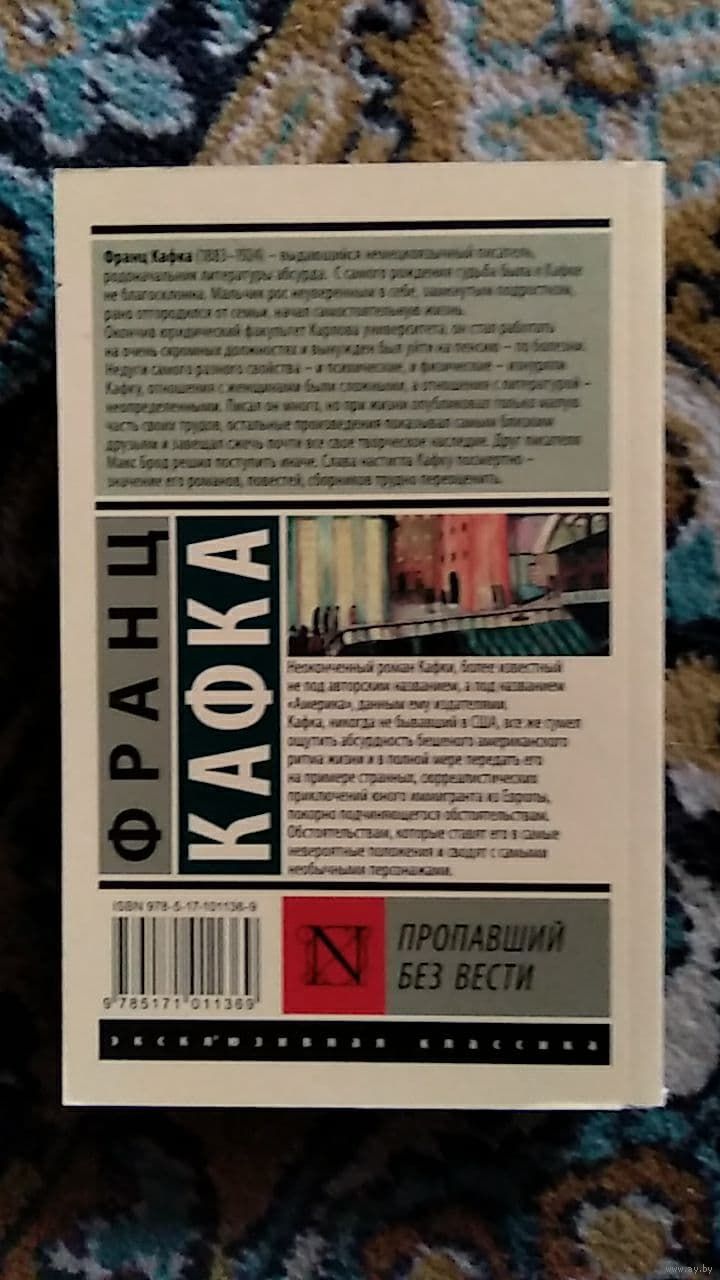 Франц Кафка (1883–1924) – выдающийся немецкоязычный писатель,
родоначальник литературы абсурда. С самого рождения судьба была к Кафке
не благосклонна. Мальчик рос неуверенным в себе, замкнутым подростком,
рано отгородился от семьи, начал самостоятельную жизнь.
Окончив юридический факультет Карлова университета, он стал работать
на очень скромных должностях и вынужден был уйти на пенсию – по болезни.
Недуги самого разного свойства – и психические, и физические – изнуряли
Кафку, отношения с женщинами были сложными, а отношения с литературой –
неопределенными. Писал он много, но при жизни опубликовал только малую
часть своих трудов, остальные произведения показывал самым близким
друзьям и завещал сжечь почти все свое творческое наследие. Друг писателя
Макс Брод решил поступить иначе. Слава настигла Кафку посмертно –
значение его романов, повестей, сборников трудно переоценить.
ФРАНЦ
КАФКА
Неоконченный роман Кафки, более известный
не под авторским названием, а под названием
«Америка», данным ему издателями.
Кафка, никогда не бывавший в США, все же сумел
ощутить абсурдность бешеного американского
ритма жизни и в полной мере передать его
на примере странных, сюрреалистических
приключений юного иммигранта из Европы,
покорно подчиняющегося обстоятельствам.
Обстоятельствам, которые ставят его в самые
невероятные положения и сводят с самыми
необычными персонажами.
ISBN 978-5-17-101136-9
9 785171 011369
N
ПРОПАВШИЙ
БЕЗ ВЕСТИ
эксклюзивная классика
www.ay.by